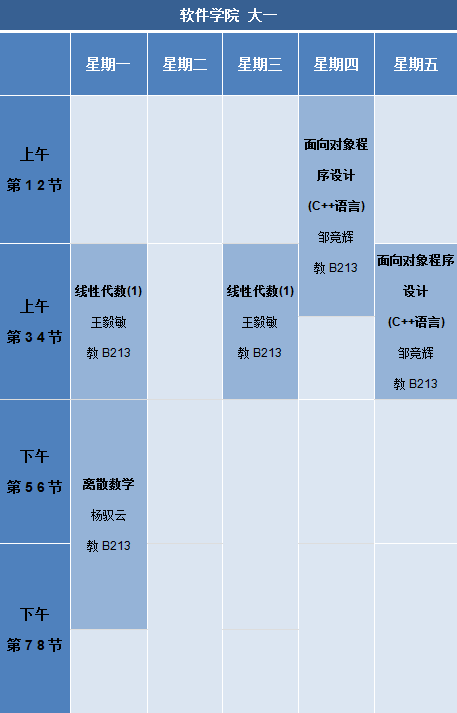 软件学院 大一
星期一 星期二 星期三 星期四 星期五
上午
第 1 2 节
面向对象程
序设计
(C++语言)
邹竞辉
教 B213
上午
第 3 4 节
线性代数(1)
王毅敏
教 B213
线性代数(1)
王毅敏
教 B213
面向对象程序
设计
(C++语言)
邹竞辉
教 B213
下午
第 5 6 节
离散数学
杨驭云
教 B213
下午
第 7 8 节